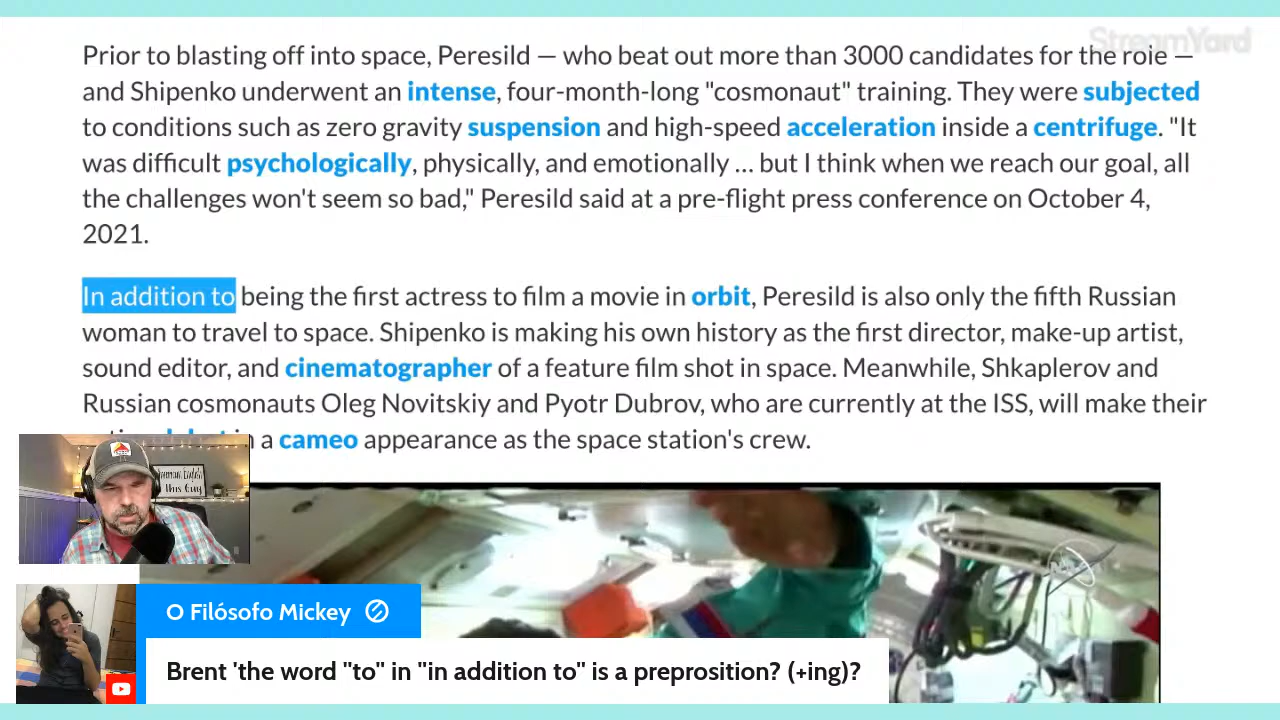 StreamYard
Prior to blasting off into space, Peresild — who beat out more than 3000 candidates for the role —
and Shipenko underwent an intense, four-month-long "cosmonaut" training. They were subjected
to conditions such as zero gravity suspension and high-speed acceleration inside a centrifuge. "It
was difficult psychologically, physically, and emotionally ... but I think when we reach our goal, all
the challenges won't seem so bad," Peresild said at a pre-flight press conference on October 4,
2021.
In addition to being the first actress to film a movie in orbit, Peresild is also only the fifth Russian
woman to travel to space. Shipenko is making his own history as the first director, make-up artist,
sound editor, and cinematographer of a feature film shot in space. Meanwhile, Shkaplerov and
Russian cosmonauts Oleg Novitskiy and Pyotr Dubrov, who are currently at the ISS, will make their
in a cameo appearance as the space station's crew.
This Guy
O Filósofo Mickey
Brent 'the word "to" in "in addition to" is a preprosition? (+ing)?